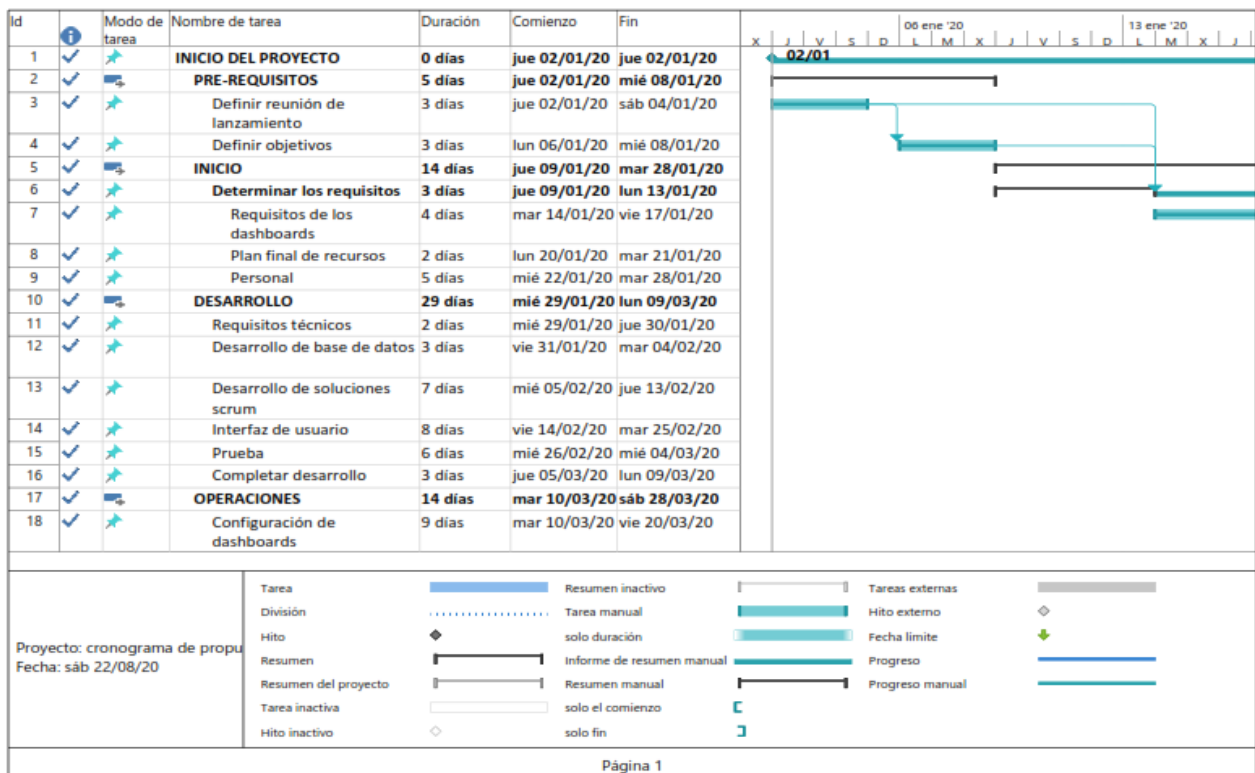 Id Modo de tarea Nombre de tarea Duración Comienzo Fin 06 ene '20 13 ene '20
X J V S D L M X J V S D L M X J
1 INICIO DEL PROYECTO 0 días jue 02/01/20 jue 02/01/20 02/01
2 PRE-REQUISITOS 5 días jue 02/01/20 mié 08/01/20
3 Definir reunión de lanzamiento 3 días jue 02/01/20 sáb 04/01/20
4 Definir objetivos 3 días lun 06/01/20 mié 08/01/20
5 INICIO 14 días jue 09/01/20 mar 28/01/20
6 Determinar los requisitos 3 días jue 09/01/20 lun 13/01/20
7 Requisitos de los dashboards 4 días mar 14/01/20 vie 17/01/20
8 Plan final de recursos 2 días lun 20/01/20 mar 21/01/20
9 Personal 5 días mié 22/01/20 mar 28/01/20
10 DESARROLLO 29 días mié 29/01/20 lun 09/03/20
11 Requisitos técnicos 2 días mié 29/01/20 jue 30/01/20
12 Desarrollo de base de datos 3 días vie 31/01/20 mar 04/02/20
13 Desarrollo de soluciones scrum 7 días mié 05/02/20 jue 13/02/20
14 Interfaz de usuario 8 días vie 14/02/20 mar 25/02/20
15 Prueba 6 días mié 26/02/20 mié 04/03/20
16 Completar desarrollo 3 días jue 05/03/20 lun 09/03/20
17 OPERACIONES 14 días mar 10/03/20 sáb 28/03/20
18 Configuración de dashboards 9 días mar 10/03/20 vie 20/03/20
Proyecto: cronograma de propu
Fecha: sáb 22/08/20
Tarea Resumen inactivo Tareas externas
División Tarea manual Hito externo
Hito solo duración Fecha límite
Resumen Informe de resumen manual Progreso
Resumen del proyecto Resumen manual Progreso manual
Tarea inactiva solo el comienzo
Hito inactivo solo fin
Página 1